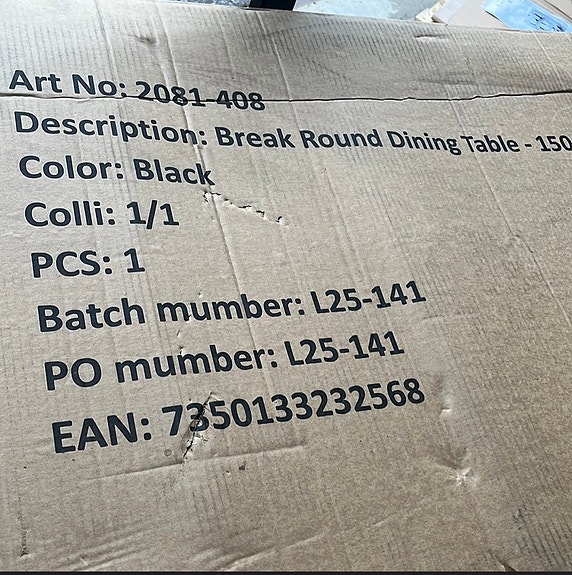 Art No: 2081-408
Description: Break Round Dining Table - 150
Color: Black
Colli: 1/1
PCS: 1
Batch mumber: L25-141
PO mumber: L25-141
EAN: 7350133232568